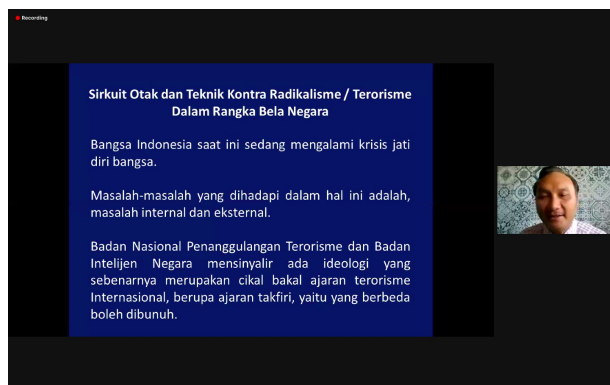 Recording
Sirkuit Otak dan Teknik Kontra Radikalisme / Terorisme
Dalam Rangka Bela Negara
Bangsa Indonesia saat ini sedang mengalami krisis jati
diri bangsa.
Masalah-masalah yang dihadapi dalam hal ini adalah,
masalah internal dan eksternal.
Badan Nasional Penanggulangan Terorisme dan Badan
Intelijen Negara mensinyalir ada ideologi yang
sebenarnya merupakan cikal bakal ajaran terorisme
Internasional, berupa ajaran takfiri, yaitu yang berbeda
boleh dibunuh.